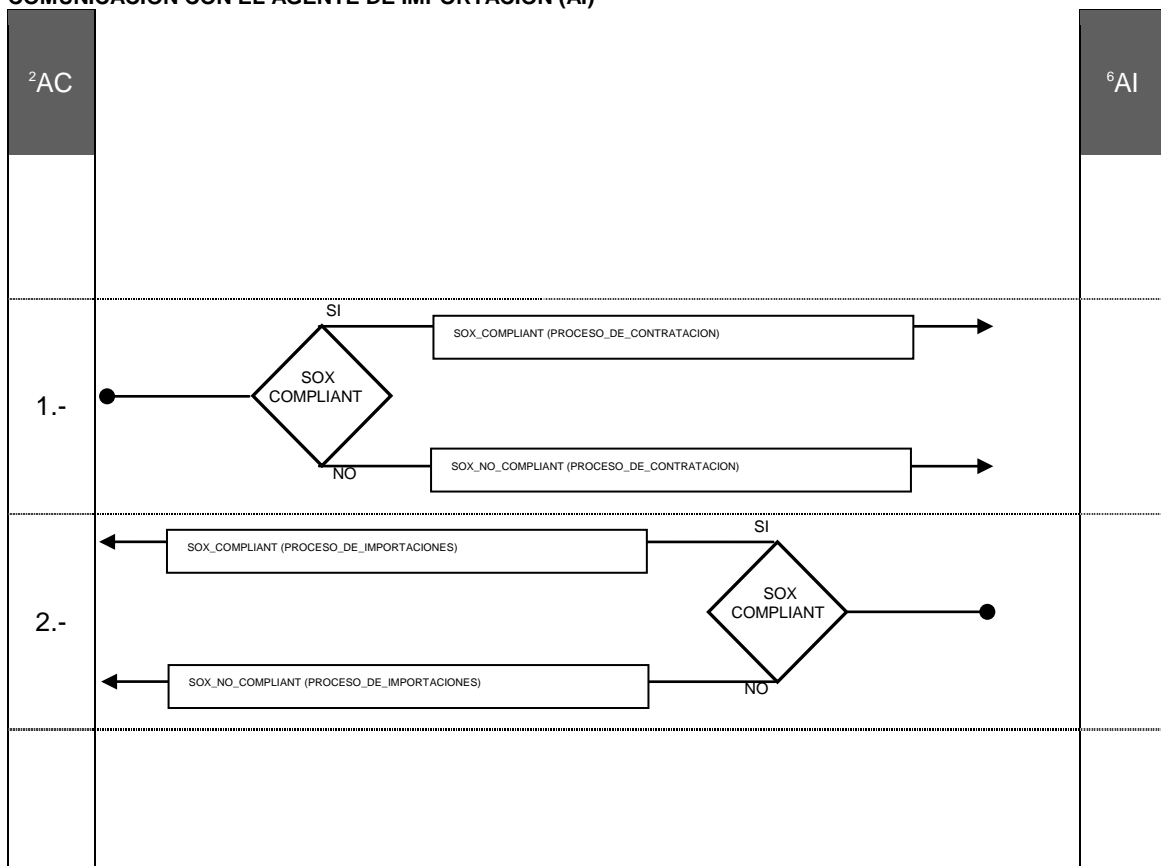 COMUNICACIÓN CON EL AGENTE DE IMPORTACIÓN (AI)
²AC
⁶AI
SI
SOX_COMPLIANT (PROCESO_DE_CONTRATACION)
SOX
COMPLIANT
1.-
SOX_NO_COMPLIANT (PROCESO_DE_CONTRATACION)
NO
SI
SOX_COMPLIANT (PROCESO_DE_IMPORTACIONES)
SOX
COMPLIANT
2.-
SOX_NO_COMPLIANT (PROCESO_DE_IMPORTACIONES)
NO